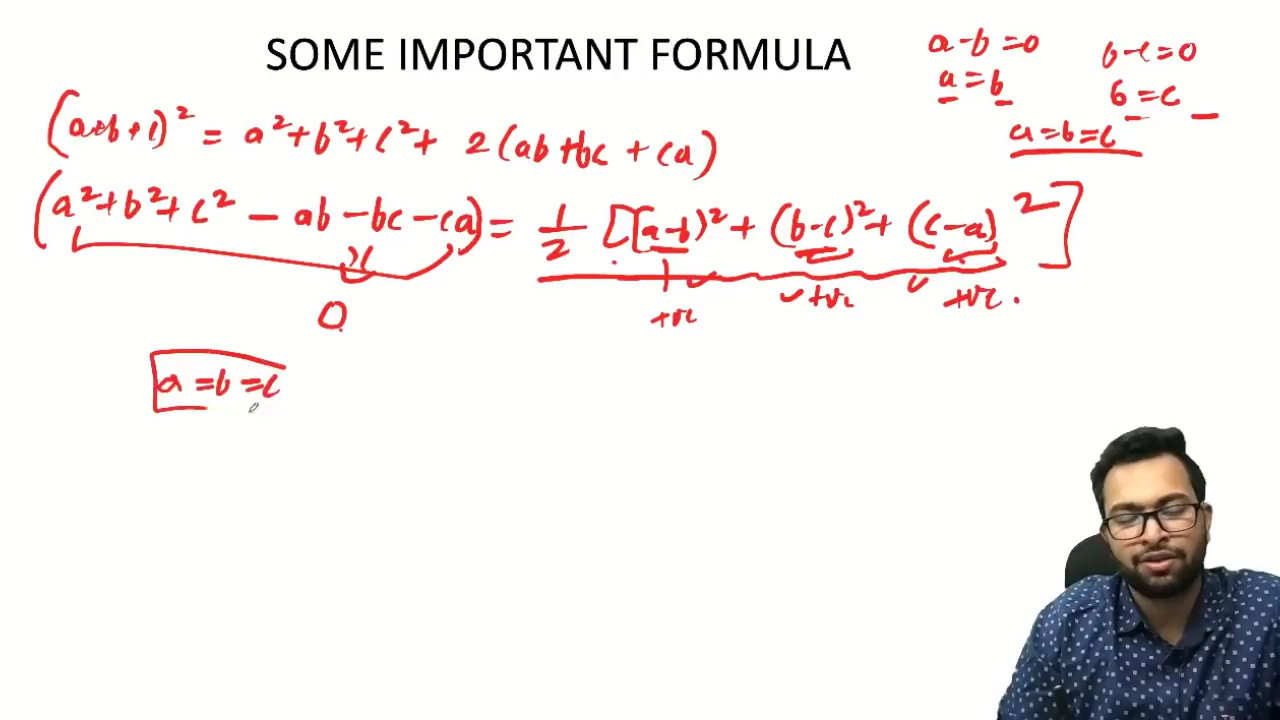 SOME IMPORTANT FORMULA
a-b=0
b-c=0
a=b
b=c
a=b=c
(a+b+c)² = a²+b²+c²+ 2(ab+bc+ca)
(a²+b²+c² - ab-bc-ca) = 1/2 [(a-b)²+(b-c)²+(c-a)²]
0
+ve
+ve
+ve.
a=b=c